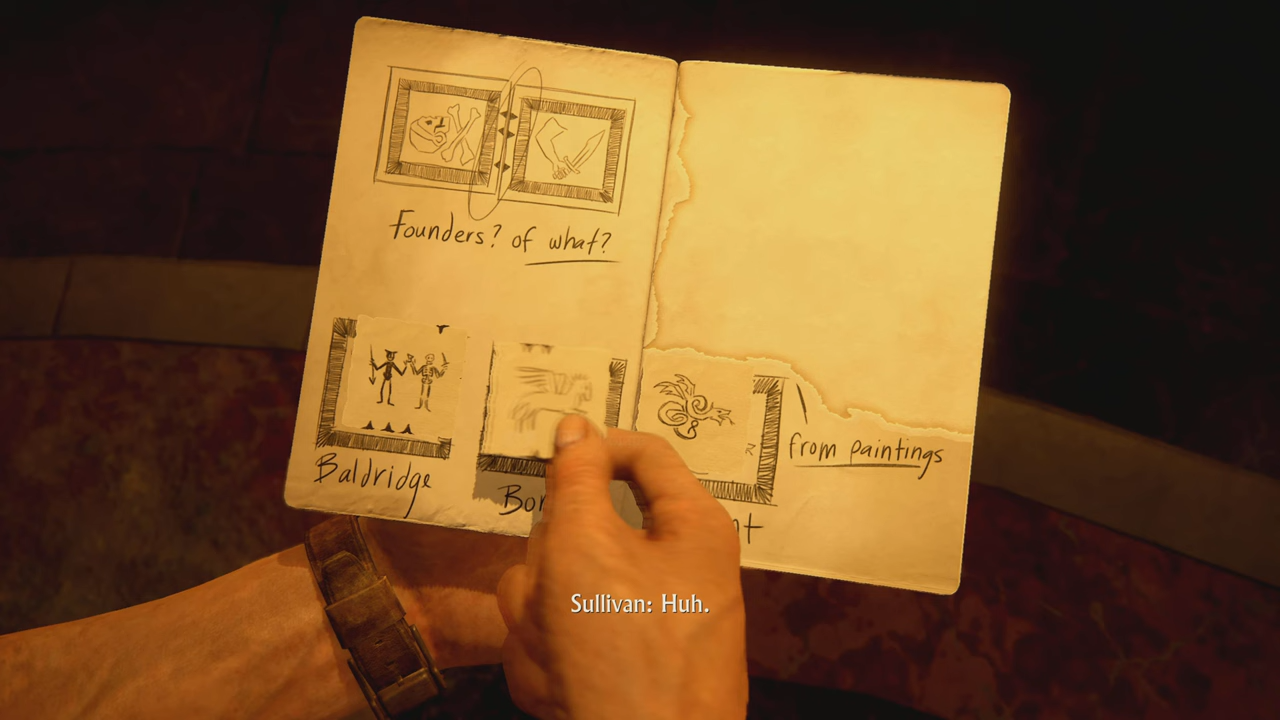 Founders? of what?
from paintings
Baldridge
Sullivan: Huh.